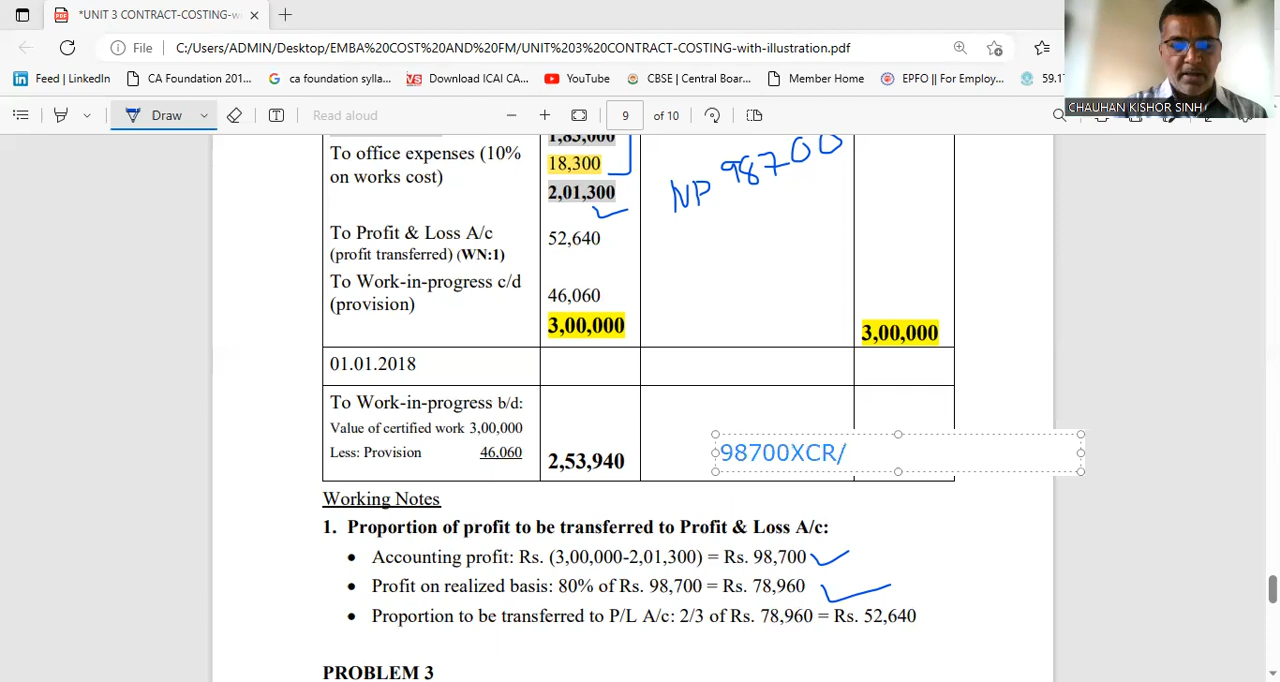 *UNIT 3 CONTRACT-COSTING-wi
File C:/Users/ADMIN/Desktop/EMBA%20COST%20AND%20FM/UNIT%203%20CONTRACT-COSTING-with-illustration.pdf
Feed | LinkedIn CA Foundation 201... ca foundation sylla... Download ICAI CA... YouTube CBSE | Central Boar... Member Home EPFO || For Employ... 59.1
CHAUHAN KISHOR SINH
Draw Read aloud 9 of 10
1,83,000
To office expenses (10% 18,300
on works cost)
2,01,300
NP 98700
To Profit & Loss A/c 52,640
(profit transferred) (WN:1)
To Work-in-progress c/d
(provision) 46,060
3,00,000 3,00,000
01.01.2018
To Work-in-progress b/d:
Value of certified work 3,00,000
Less: Provision 46,060 2,53,940
98700XCR/
Working Notes
1. Proportion of profit to be transferred to Profit & Loss A/c:
• Accounting profit: Rs. (3,00,000-2,01,300) = Rs. 98,700
• Profit on realized basis: 80% of Rs. 98,700 = Rs. 78,960
• Proportion to be transferred to P/L A/c: 2/3 of Rs. 78,960 = Rs. 52,640
PROBLEM 3